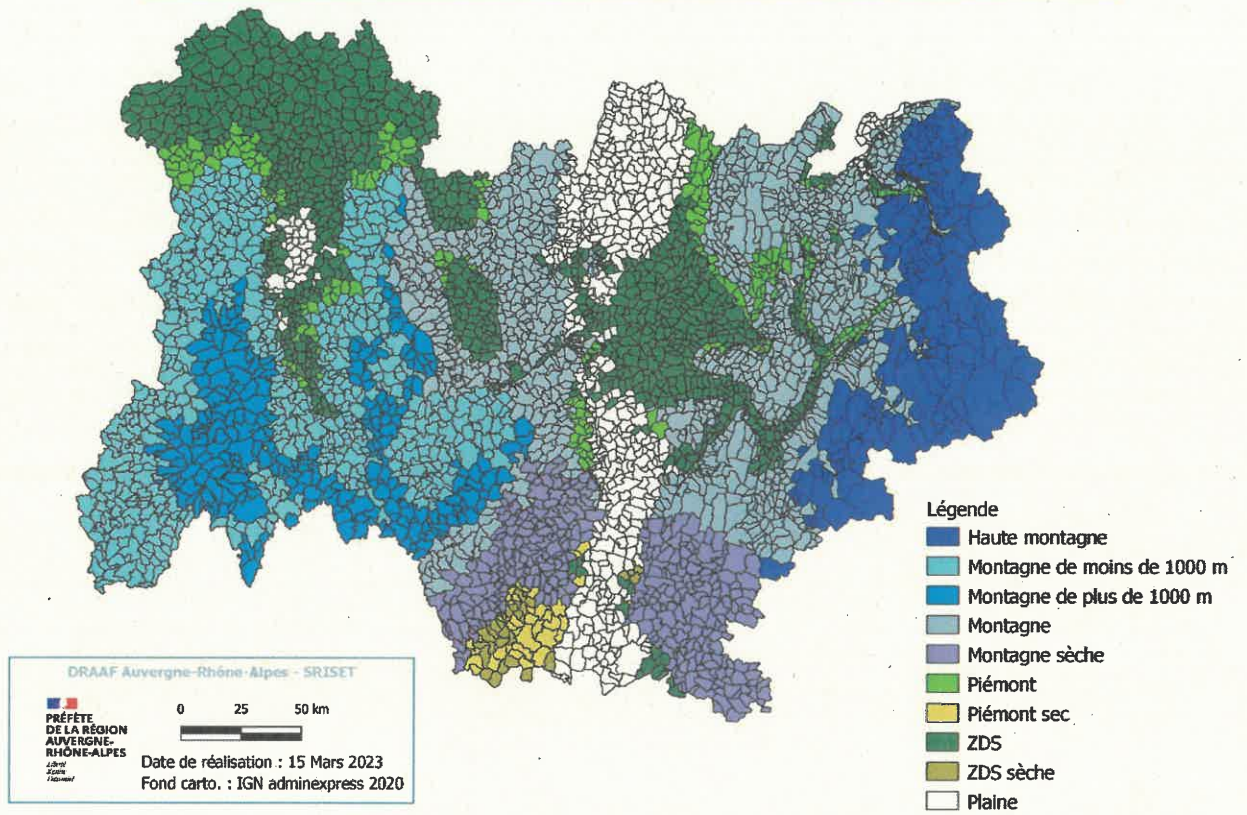 Légende
Haute montagne
Montagne de moins de 1000 m
Montagne de plus de 1000 m
Montagne
Montagne sèche
Piémont
Piémont sec
ZDS
ZDS sèche
Plaine
DRAAF Auvergne-Rhône-Alpes - SRISET
PRÉFÈTE
DE LA RÉGION
AUVERGNE-
RHÔNE-ALPES
0 25 50 km
Date de réalisation : 15 Mars 2023
Fond carto. : IGN adminexpress 2020